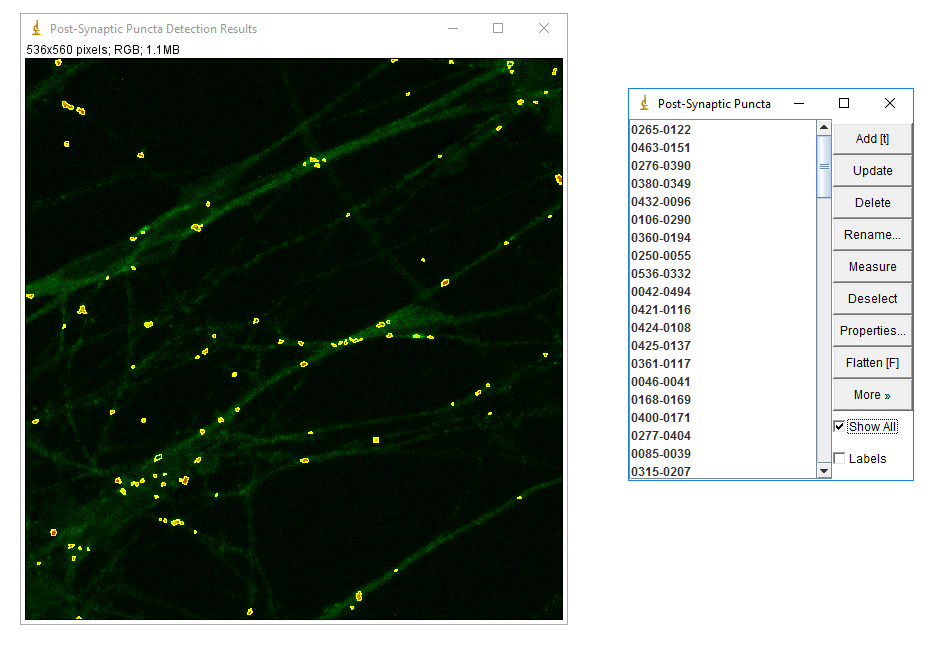 Post-Synaptic Puncta Detection Results
536x560 pixels; RGB; 1.1MB
Post-Synaptic Puncta
0265-0122
0463-0151
0276-0390
0380-0349
0432-0096
0106-0290
0360-0194
0250-0055
0536-0332
0042-0494
0421-0116
0424-0108
0425-0137
0361-0117
0046-0041
0168-0169
0400-0171
0277-0404
0085-0039
0315-0207
Add [t]
Update
Delete
Rename...
Measure
Deselect
Properties...
Flatten [F]
More »
Show All
Labels